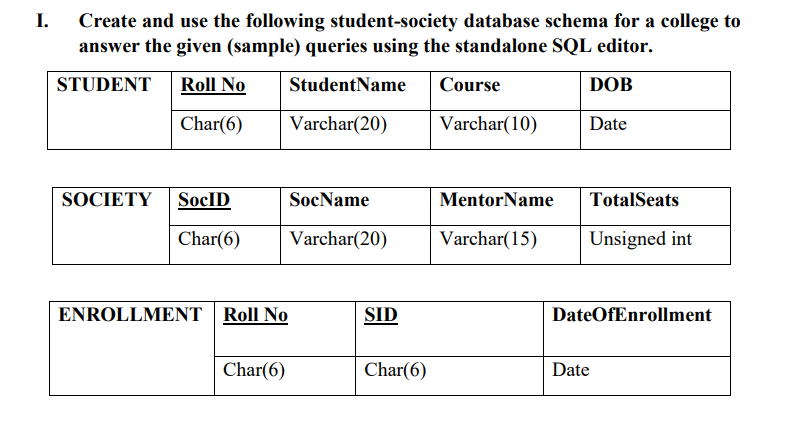 I. Create and use the following student-society database schema for a college to
answer the given (sample) queries using the standalone SQL editor.
STUDENT Roll No StudentName Course DOB
Char(6) Varchar(20) Varchar(10) Date
SOCIETY SocID SocName MentorName TotalSeats
Char(6) Varchar(20) Varchar(15) Unsigned int
ENROLLMENT Roll No SID DateOfEnrollment
Char(6) Char(6) Date